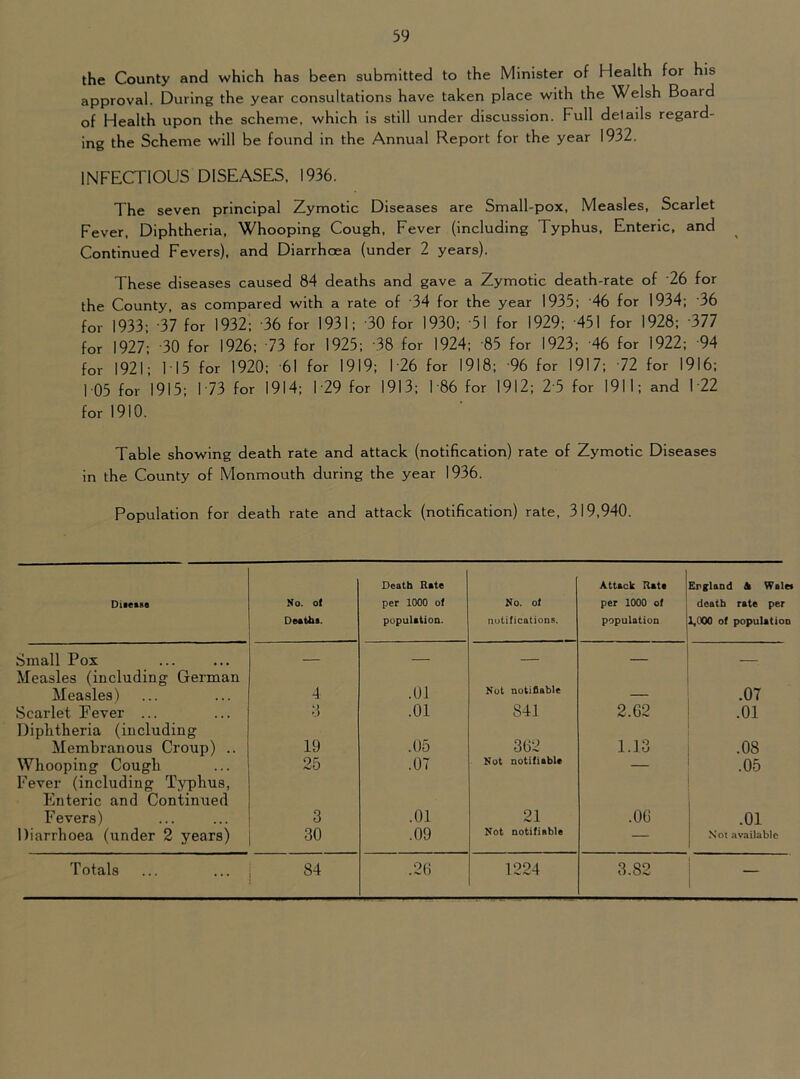 59
the County and which has been submitted to the Minister of Health for his
approval. During the year consultations have taken place with the Welsh Board
of Health upon the scheme, which is still under discussion. Full details regard-
ing the Scheme will be found in the Annual Report for the year 1932.
INFECTIOUS DISEASES, 1936.
The seven principal Zymotic Diseases are Small-pox, Measles, Scarlet
Fever, Diphtheria, Whooping Cough, Fever (including Typhus, Enteric, and
Continued Fevers), and Diarrhœa (under 2 years).
These diseases caused 84 deaths and gave a Zymotic death-rate of ·26 for
the County, as compared with a rate of ·34 for the year 1935; ·46 for 1934; ·36
for 1933; ·37 for 1932; ·36 for 1931; ·30 for 1930; ·51 for 1929; ·451 for 1928; ·377
for 1927; ·30 for 1926; ·73 for 1925; ·38 for 1924; ·85 for 1923; ·46 for 1922; ·94
for 1921; 1·15 for 1920; ·61 for 1919; 1·26 for 1918; ·96 for 1917; ·72 for 1916;
1·05 for 1915; 1·73 for 1914; 1·29 for 1913; 1·86 for 1912; 2·5 for 1911; and 1·22
for 1910.
Table showing death rate and attack (notification) rate of Zymotic Diseases
in the County of Monmouth during the year 1936.
Population for death rate and attack (notification) rate, 319,940.
Disease No. of Deaths. Death Rate per 1000 of population. No. of notifications. Attack Rate per 1000 of population England & Wales death rate per 1,000 of population
Small Pox ... ... — — — — —
Measles (including German
Measles) ... ... 4 .01 Not notifiable — .07
Scarlet Fever ... ... 3 .01 841 2.62 .01
Diphtheria (including
Membranous Croup) .. 19 .05 362 1.13 .08
Whooping Cough ... 25 .07 Not notifiable — .05
Fever (including Typhus,
Enteric and Continued
Fevers) ... ... 3 .01 21 .06 .01
Diarrhoea (under 2 years) 30 .09 Not notifiable — Not available
Totals ... ... 84 .26 1224 3.82 —